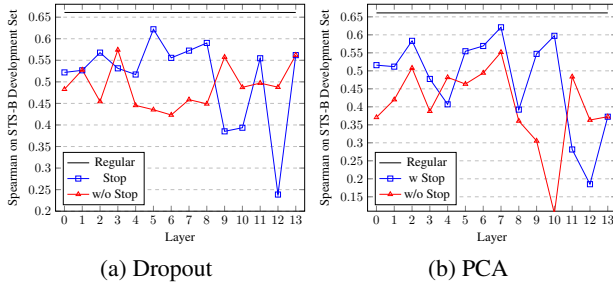 Spearman on STS-B Development Set
0.65
0.6
0.55
0.5
0.45
0.4
0.35
0.3
0.25
0.2
Regular
Stop
w/o Stop
0 1 2 3 4 5 6 7 8 9 10 11 12 13
Layer
(a) Dropout
Spearman on STS-B Development Set
0.65
0.6
0.55
0.5
0.45
0.4
0.35
0.3
0.25
0.2
0.15
Regular
w Stop
w/o Stop
0 1 2 3 4 5 6 7 8 9 10 11 12 13
Layer
(b) PCA